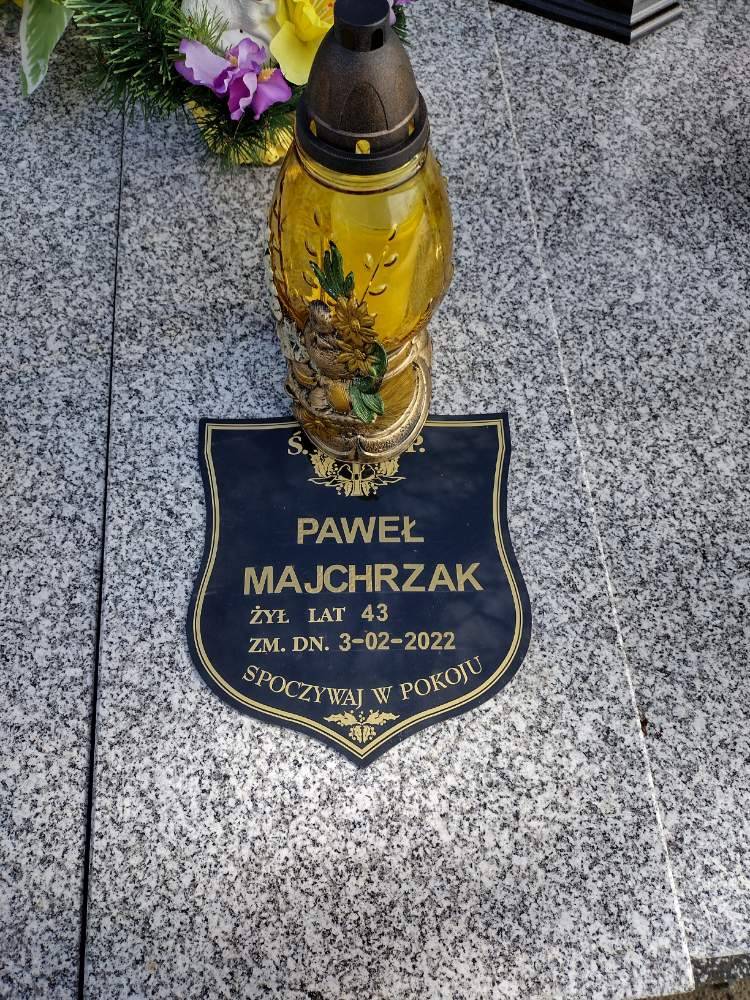 Ś. P.
PAWEŁ
MAJCHRZAK
ŻYŁ LAT 43
ZM. DN. 3-02-2022
SPOCZYWAJ W POKOJU